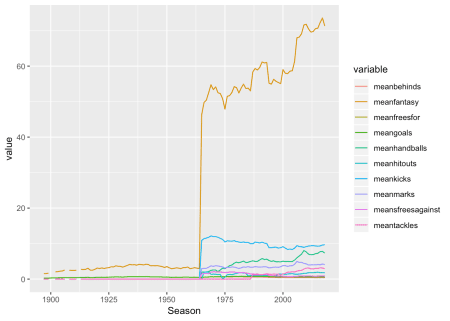 60
40
20
0
value
1900
1925
1950
1975
2000
Season
variable
meanbehinds
meanfantasy
meanfreesfor
meangoals
meanhandballs
meanhitouts
meankicks
meanmarks
meansfreesagainst
meantackles